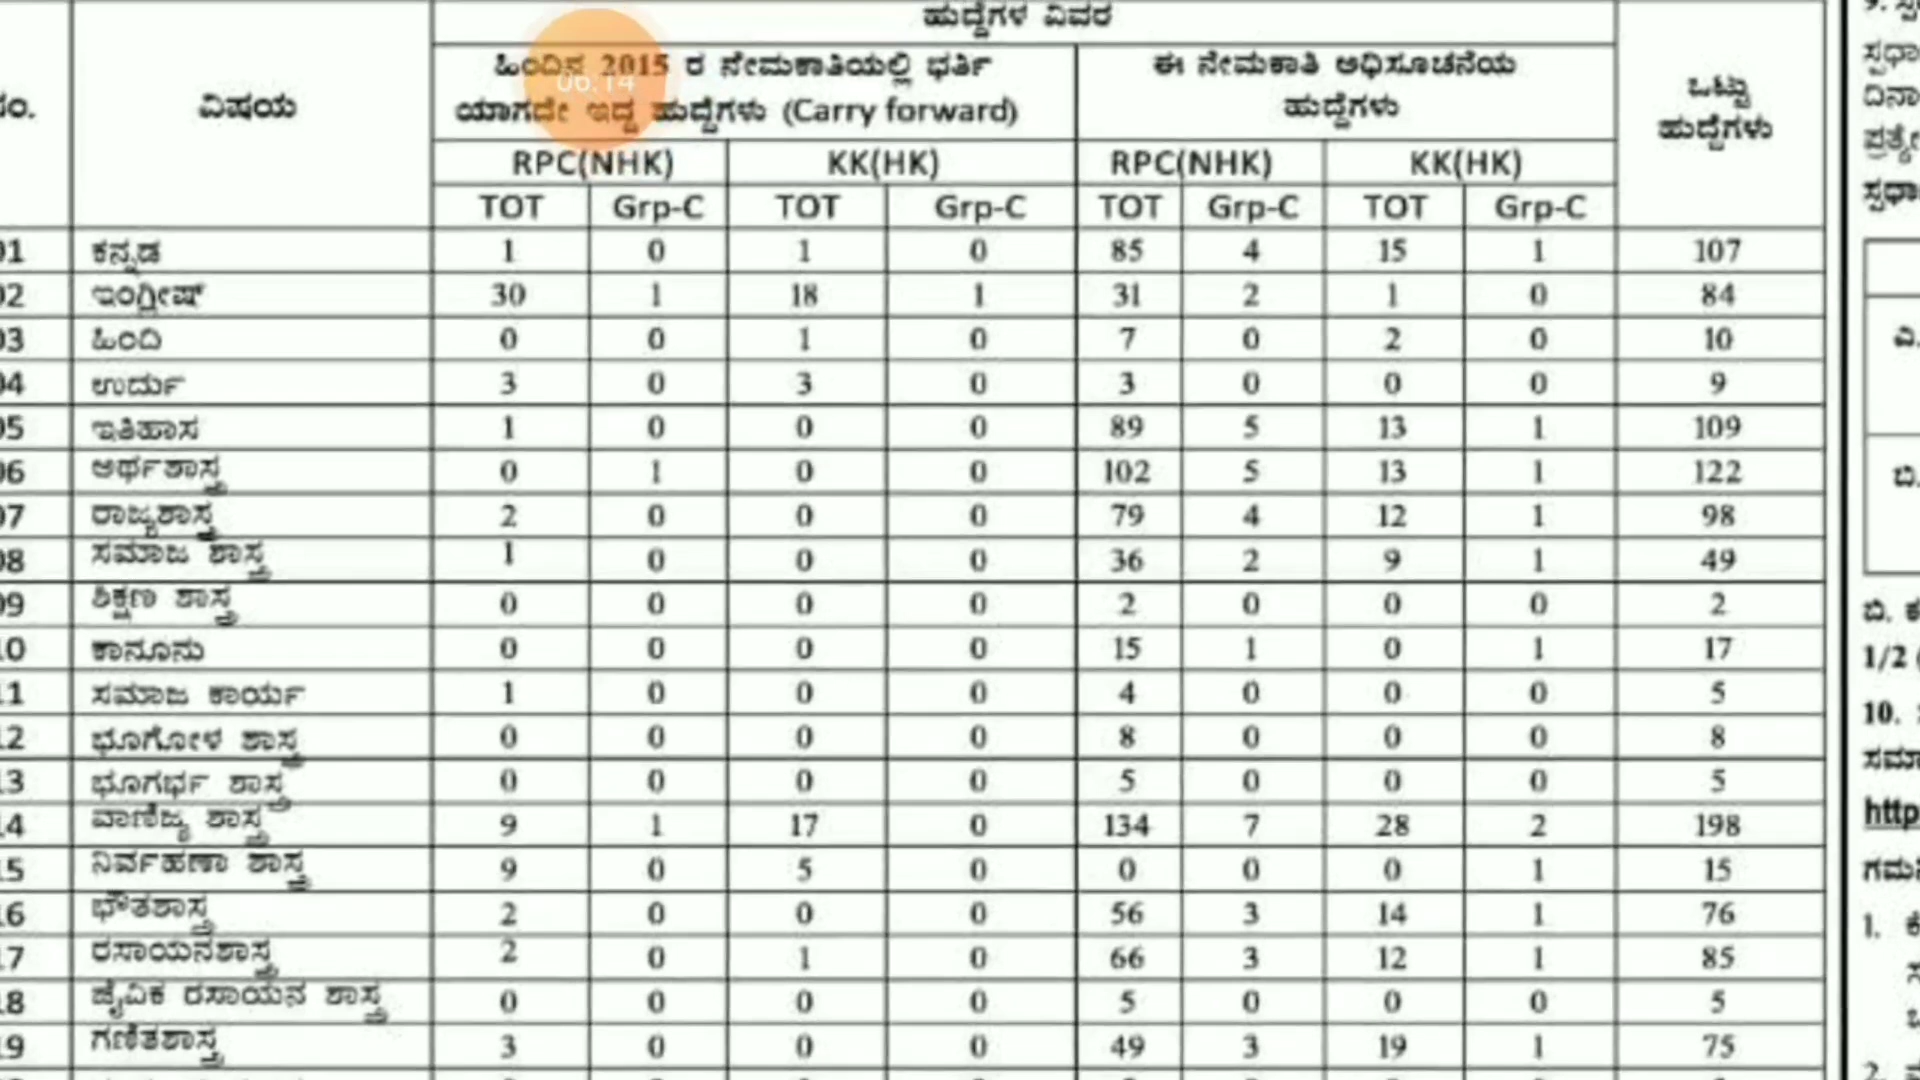 ಹುದ್ದೆಗಳ ವಿವರ
ಹಿಂದಿನ 2015 ರ ನೇಮಕಾತಿಯಲ್ಲಿ ಭರ್ತಿ
ಯಾಗದೇ ಇದ್ದ ಹುದ್ದೆಗಳು (Carry forward)
06:14
ಈ ನೇಮಕಾತಿ ಅಧಿಸೂಚನೆಯ
ಹುದ್ದೆಗಳು
ವಿಷಯ
ಒಟ್ಟು
ಹುದ್ದೆಗಳು
RPC(NHK) KK(HK) RPC(NHK) KK(HK)
TOT Grp-C TOT Grp-C TOT Grp-C TOT Grp-C
01 ಕನ್ನಡ 1 0 1 0 85 4 15 1 107
02 ಇಂಗ್ಲೀಷ್ 30 1 18 1 31 2 1 0 84
03 ಹಿಂದಿ 0 0 1 0 7 0 2 0 10
04 ಉರ್ದು 3 0 3 0 3 0 0 0 9
05 ಇತಿಹಾಸ 1 0 0 0 89 5 13 1 109
06 ಅರ್ಥಶಾಸ್ತ್ರ 0 1 0 0 102 5 13 1 122
07 ರಾಜ್ಯಶಾಸ್ತ್ರ 2 0 0 0 79 4 12 1 98
08 ಸಮಾಜ ಶಾಸ್ತ್ರ 1 0 0 0 36 2 9 1 49
09 ಶಿಕ್ಷಣ ಶಾಸ್ತ್ರ 0 0 0 0 2 0 0 0 2
10 ಕಾನೂನು 0 0 0 0 15 1 0 1 17
11 ಸಮಾಜ ಕಾರ್ಯ 1 0 0 0 4 0 0 0 5
12 ಭೂಗೋಳ ಶಾಸ್ತ್ರ 0 0 0 0 8 0 0 0 8
13 ಭೂಗರ್ಭ ಶಾಸ್ತ್ರ 0 0 0 0 5 0 0 0 5
14 ವಾಣಿಜ್ಯ ಶಾಸ್ತ್ರ 9 1 17 0 134 7 28 2 198
15 ನಿರ್ವಹಣಾ ಶಾಸ್ತ್ರ 9 0 5 0 0 0 0 1 15
16 ಭೌತಶಾಸ್ತ್ರ 2 0 0 0 56 3 14 1 76
17 ರಸಾಯನಶಾಸ್ತ್ರ 2 0 1 0 66 3 12 1 85
18 ಜೈವಿಕ ರಸಾಯನ ಶಾಸ್ತ್ರ 0 0 0 0 5 0 0 0 5
19 ಗಣಿತಶಾಸ್ತ್ರ 3 0 0 0 49 3 19 1 75
ವಿ.
ಬಿ.
ಬಿ.
1/2
10.
http
1.
2.